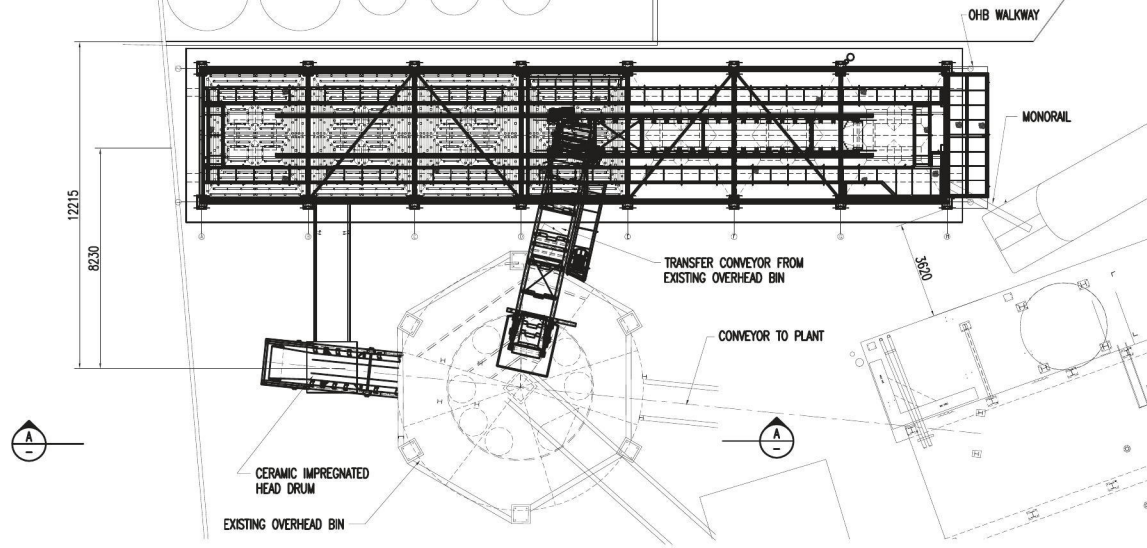 OHB WALKWAY
MONORAIL
12215
8230
3620
TRANSFER CONVEYOR FROM
EXISTING OVERHEAD BIN
CONVEYOR TO PLANT
A
A
CERAMIC IMPREGNATED
HEAD DRUM
EXISTING OVERHEAD BIN